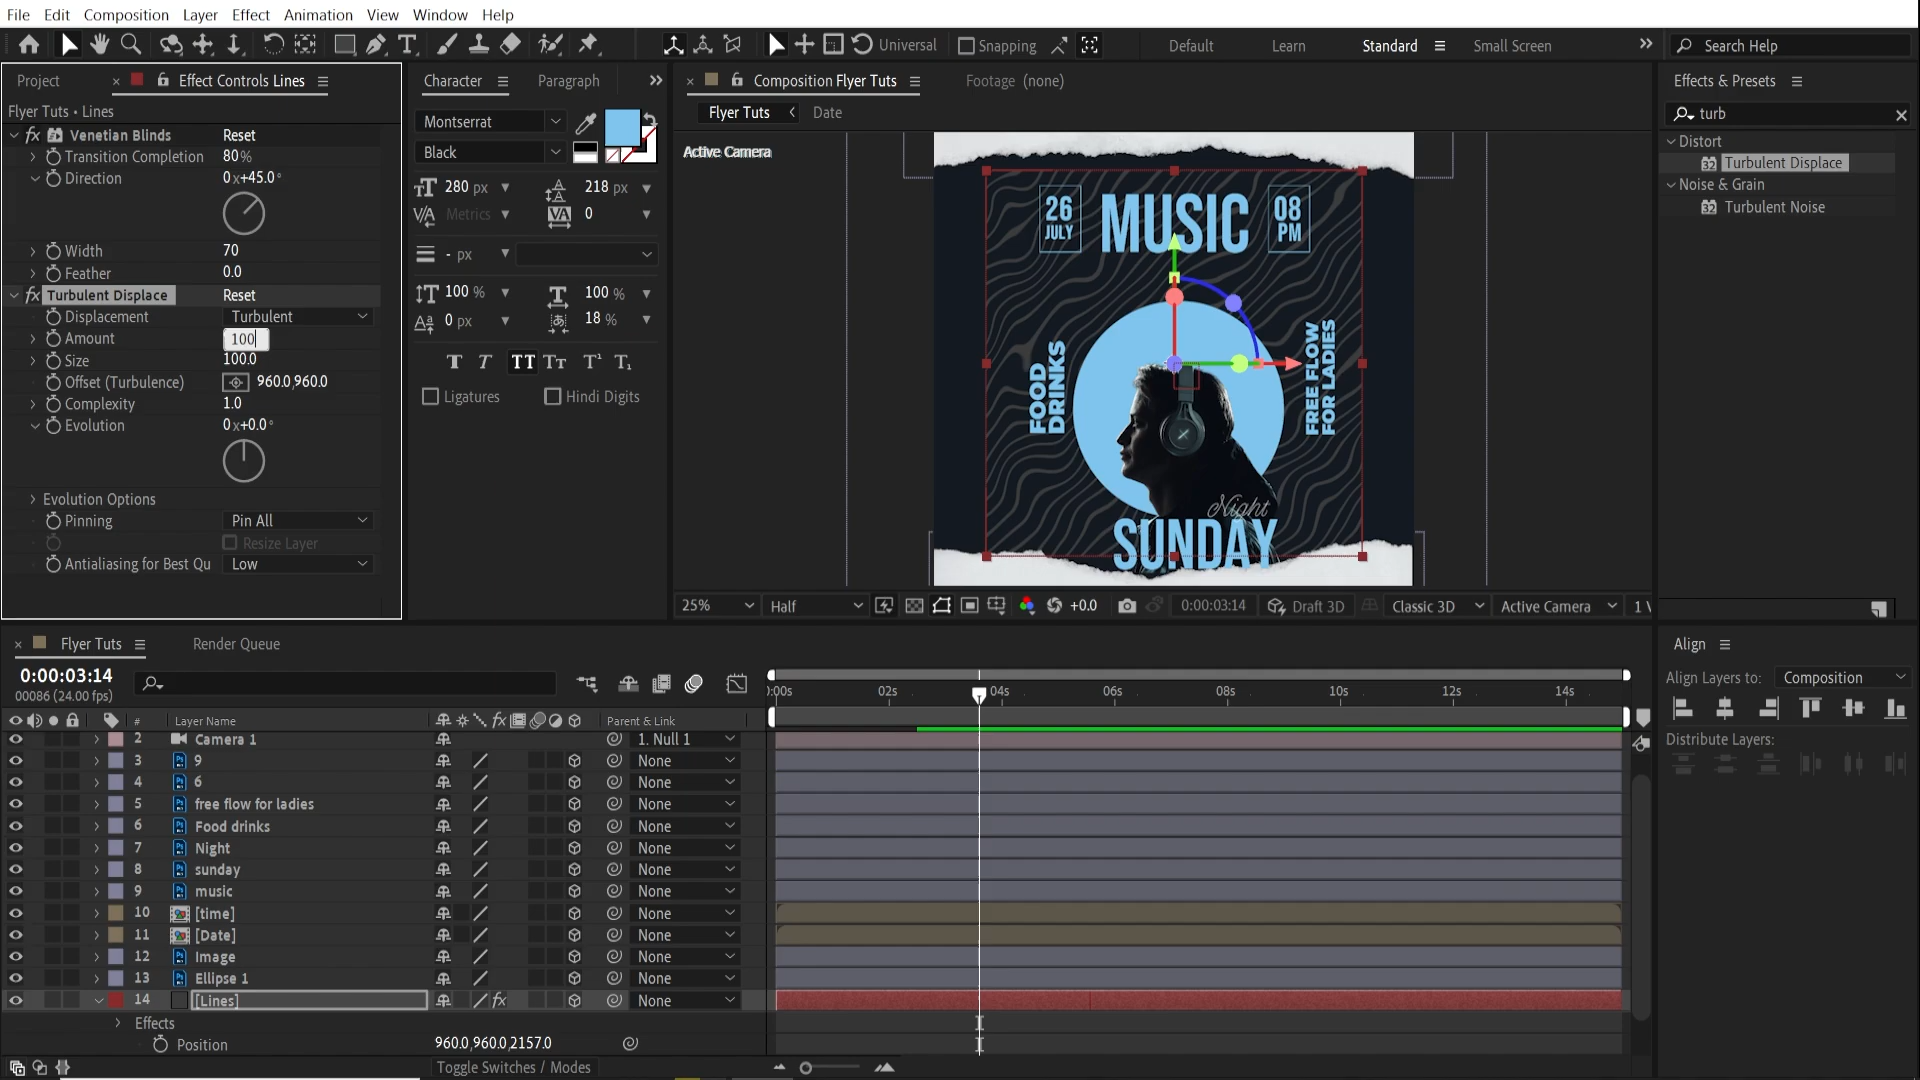 File Edit Composition Layer Effect Animation View Window Help
Universal Snapping Default Learn Standard Small Screen Search Help
Project Effect Controls Lines
Flyer Tuts • Lines
Venetian Blinds Reset
Transition Completion 80%
Direction 0x+45.0°
Width 70
Feather 0.0
Turbulent Displace Reset
Displacement Turbulent
Amount 100
Size 100.0
Offset (Turbulence) 960.0,960.0
Complexity 1.0
Evolution 0x+0.0°
Evolution Options
Pinning Pin All
Resize Layer
Antialiasing for Best Qu Low
Character Paragraph
Montserrat
Black
280 px 218 px
Metrics 0
- px
100 % 100 %
0 px 18 %
Ligatures Hindi Digits
Composition Flyer Tuts Footage (none)
Flyer Tuts Date
Active Camera
26 JULY
MUSIC
08 PM
FOOD DRINKS
FREE FLOW FOR LADIES
Night
SUNDAY
25% Half +0.0 0:00:03:14 Draft 3D Classic 3D Active Camera 1 V
Effects & Presets
turb
Distort
32 Turbulent Displace
Noise & Grain
32 Turbulent Noise
Flyer Tuts Render Queue
0:00:03:14
00086 (24.00 fps)
:00s 02s 04s 06s 08s 10s 12s 14s
# Layer Name Parent & Link
2 Camera 1 1. Null 1
3 9 None
4 6 None
5 free flow for ladies None
6 Food drinks None
7 Night None
8 sunday None
9 music None
10 [time] None
11 [Date] None
12 Image None
13 Ellipse 1 None
14 [Lines] None
Effects
Position 960.0,960.0,2157.0
Toggle Switches / Modes
Align
Align Layers to: Composition
Distribute Layers: